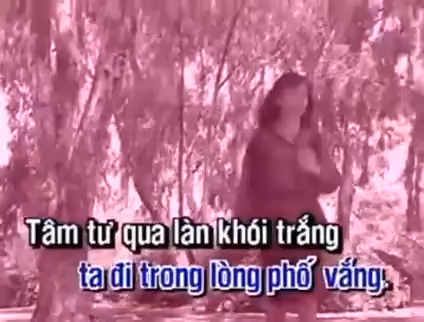 Tâm tư qua làn khói trắng
ta đi trong lòng phố vắng.